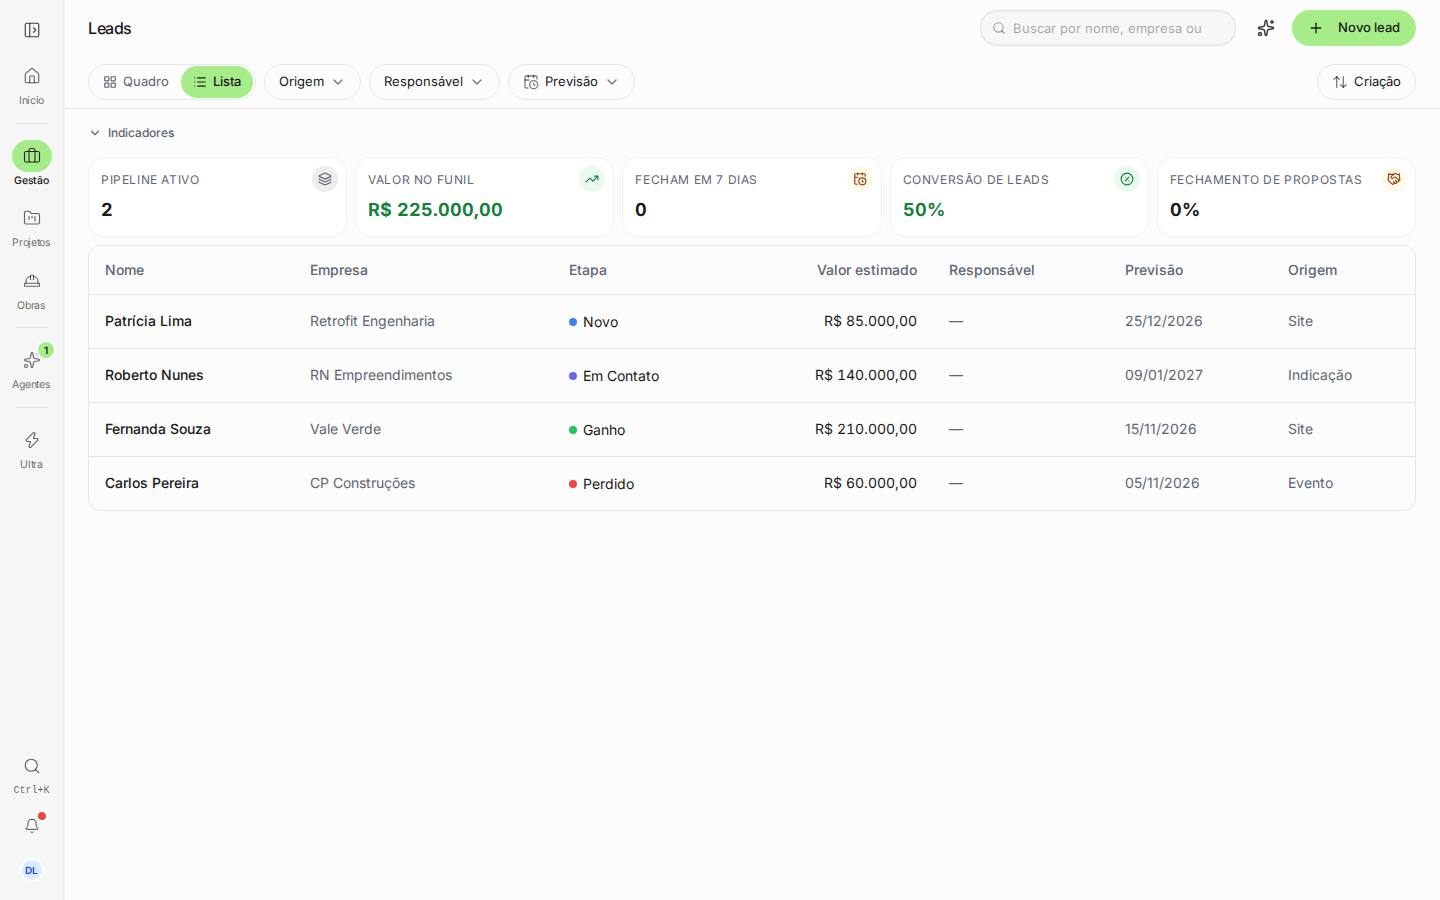 Leads
Buscar por nome, empresa ou
Novo lead
Quadro
Lista
Origem
Responsável
Previsão
Criação
Início
Gestão
Projetos
Obras
1
Agentes
Ultra
Ctrl+K
DL
Indicadores
PIPELINE ATIVO
2
VALOR NO FUNIL
R$ 225.000,00
FECHAM EM 7 DIAS
0
CONVERSÃO DE LEADS
50%
FECHAMENTO DE PROPOSTAS
0%
Nome Empresa Etapa Valor estimado Responsável Previsão Origem
Patrícia Lima Retrofit Engenharia Novo R$ 85.000,00 — 25/12/2026 Site
Roberto Nunes RN Empreendimentos Em Contato R$ 140.000,00 — 09/01/2027 Indicação
Fernanda Souza Vale Verde Ganho R$ 210.000,00 — 15/11/2026 Site
Carlos Pereira CP Construções Perdido R$ 60.000,00 — 05/11/2026 Evento